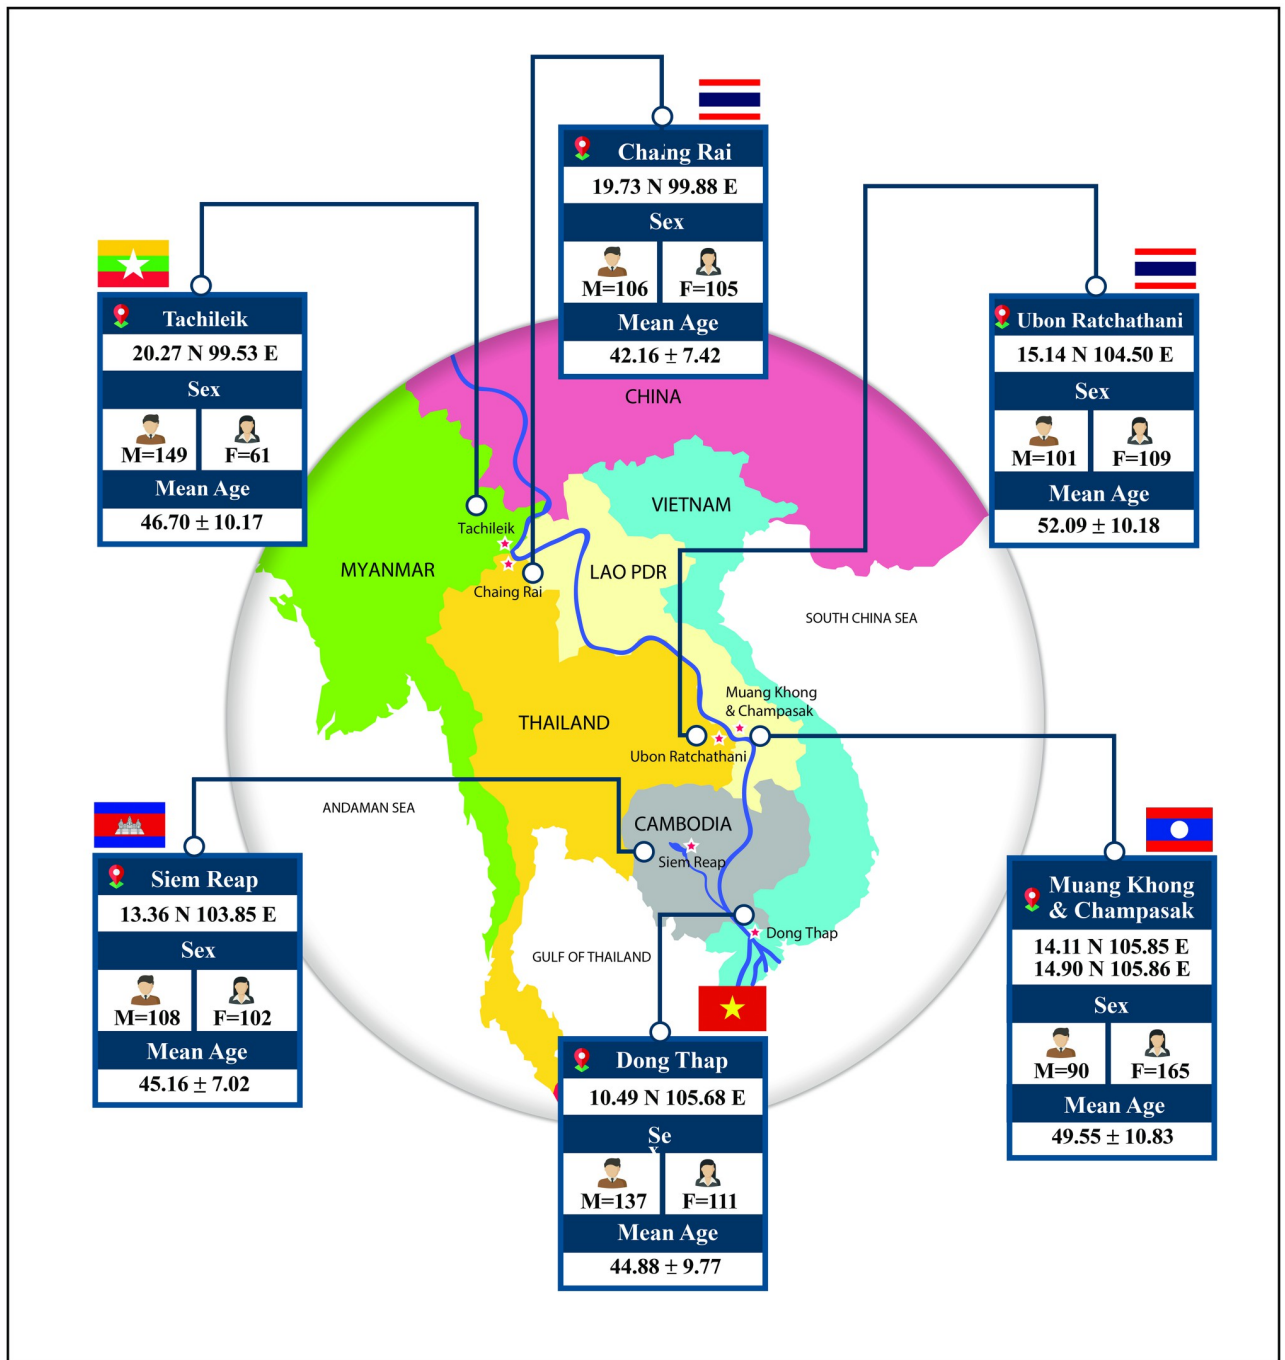 Chaing Rai
19.73 N 99.88 E
Sex
M=106 F=105
Mean Age
42.16 ± 7.42
Tachileik
20.27 N 99.53 E
Sex
M=149 F=61
Mean Age
46.70 ± 10.17
Ubon Ratchathani
15.14 N 104.50 E
Sex
M=101 F=109
Mean Age
52.09 ± 10.18
CHINA
VIETNAM
Tachileik
MYANMAR
LAO PDR
Chaing Rai
SOUTH CHINA SEA
Muang Khong
& Champasak
THAILAND
Ubon Ratchathani
ANDAMAN SEA
CAMBODIA
Siem Reap
Dong Thap
GULF OF THAILAND
Siem Reap
13.36 N 103.85 E
Sex
M=108 F=102
Mean Age
45.16 ± 7.02
Muang Khong
& Champasak
14.11 N 105.85 E
14.90 N 105.86 E
Sex
M=90 F=165
Mean Age
49.55 ± 10.83
Dong Thap
10.49 N 105.68 E
Se
x
M=137 F=111
Mean Age
44.88 ± 9.77